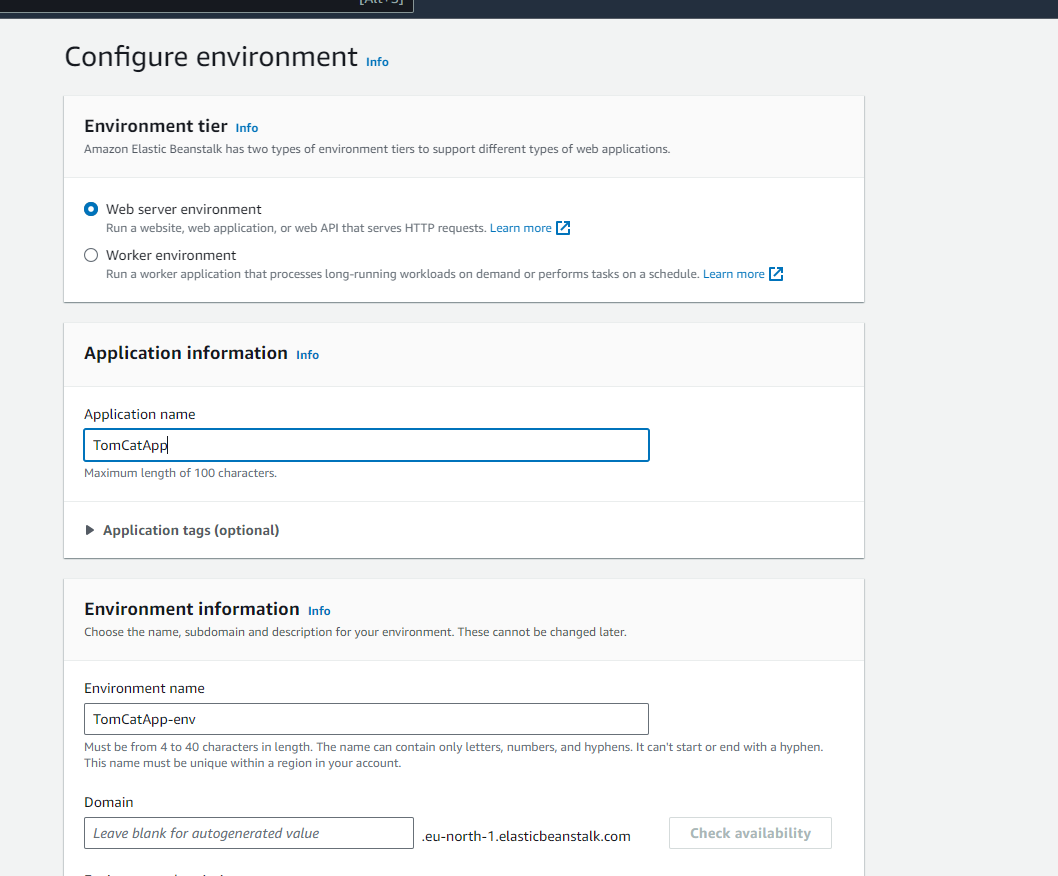 [Alt+S]
Configure environment Info
Environment tier Info
Amazon Elastic Beanstalk has two types of environment tiers to support different types of web applications.
Web server environment
Run a website, web application, or web API that serves HTTP requests. Learn more
Worker environment
Run a worker application that processes long-running workloads on demand or performs tasks on a schedule. Learn more
Application information Info
Application name
TomCatApp
Maximum length of 100 characters.
Application tags (optional)
Environment information Info
Choose the name, subdomain and description for your environment. These cannot be changed later.
Environment name
TomCatApp-env
Must be from 4 to 40 characters in length. The name can contain only letters, numbers, and hyphens. It can't start or end with a hyphen.
This name must be unique within a region in your account.
Domain
Leave blank for autogenerated value .eu-north-1.elasticbeanstalk.com Check availability